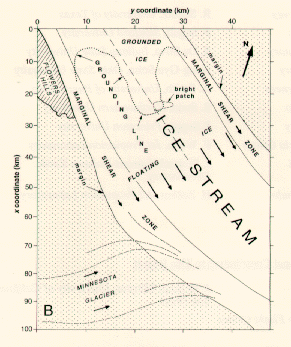 y coordinate (km)
0 10 20 30 40
x coordinate (km)
0
10
20
30
40
50
60
70
80
90
100
FLOWERS HILLS
GROUNDED
ICE
GROUNDING LINE
bright
patch
margin
N
MARGINAL SHEAR ZONE
MARGINAL SHEAR ZONE
margin
FLOATING ICE
ICE STREAM
MINNESOTA
GLACIER
B